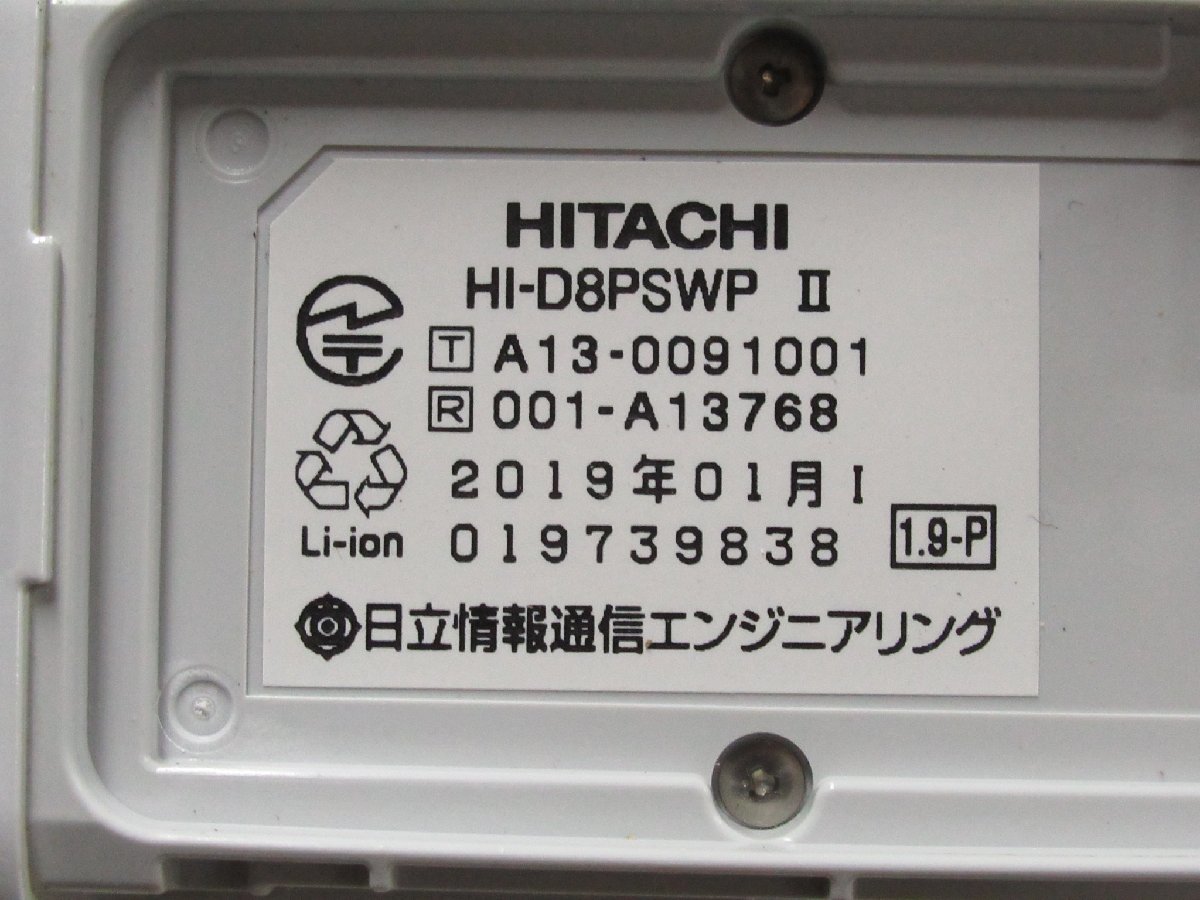 HITACHI
HI-D8PSWP Ⅱ
T A13-0091001
R 001-A13768
2019年01月I
Li-ion 019739838 1.9-P
日立情報通信エンジニアリング